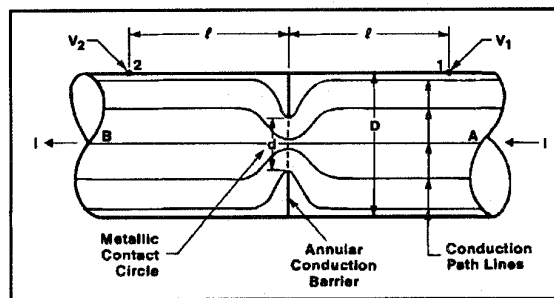 V₂ ℓ ℓ V₁
2 1
I B d D A I
Metallic
Contact
Circle
Annular
Conduction
Barrier
Conduction
Path Lines